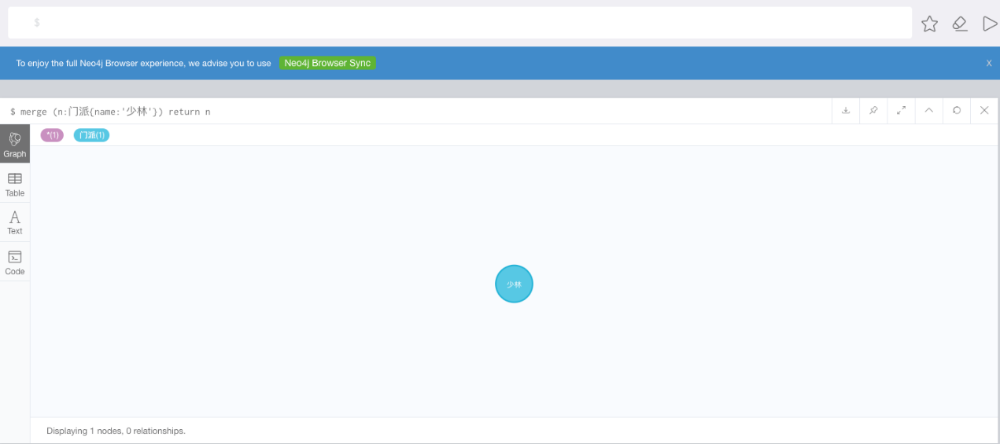 $
To enjoy the full Neo4j Browser experience, we advise you to use Neo4j Browser Sync X
$ merge (n:门派{name:'少林'}) return n
*(1) 门派(1)
Graph
Table
A
Text
Code
少林
Displaying 1 nodes, 0 relationships.